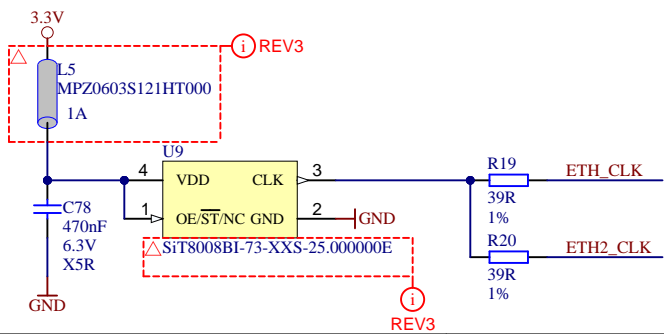 3.3V
i REV3
L5
MPZ0603S121HT000
1A
U9
4 VDD CLK 3
R19 ETH_CLK
39R
1%
1 OE/ST/NC GND 2 GND
C78
470nF
6.3V
X5R
GND
SiT8008BI-73-XXS-25.000000E
R20 ETH2_CLK
39R
1%
i
REV3